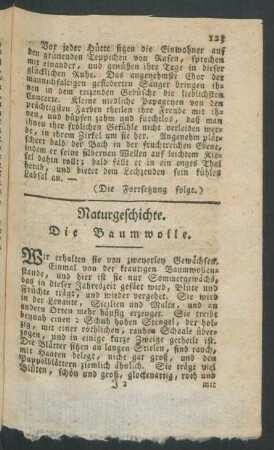 123
Vor jeder Hütte sitzen die Einwohner auf
den grünenden Teppichen von Rasen, sprechen
mit einander, und genüßen ihre Tage in dieser
glücklichen Ruhe. Das angenehmste Chor der
mannichfaltigen gefiederten Sänger bringen ih-
nen in dem reizenden Gebüsche die lieblichsten
Concerte. Kleine niedliche Papageyen von den
prächtigsten Farben theilen ihre Freude mit ih-
nen, und hüpfen zahm und furchtlos, daß man
ihnen ihre frölichen Gefühle nicht verleiden werd-
de, in ihrem Zirkel um sie her. Angenehm plät-
schert bald der Bach in der fruchtreichen Ebene,
indem er seine silbernen Wellen auf leichtem Kie-
sel dahin rollt; bald fällt er in ein enges Thal
herab, und bietet dem Lechzenden sein kühles
Labsal an. —
(Die Fortsetzung folgt.)
Naturgeschichte.
Die Baumwolle.
Wir erhalten sie von zweyerley Gewächsen.
Einmal von der krautigen Baumwollen-
staude, und hier ist sie nur Sommergewächs,
das in dieser Jahreszeit gesäet wird, Blüte und
Früchte trägt, und wieder vergehet. Sie wird
in der Levante, Sicilien und Malta, und an
andern Orten mehr häufig erzeuget. Sie treibt
beynah einen 2 Schuh hohen Stengel, der hol-
zig, mit einer röthlichen, rauhen Schaale über-
zogen, und in einige kurze Zweige getheilt ist.
Die Blätter sitzen an langen Stielen, sind rauch,
mit Haaren belegt, nicht gar groß, und den
Pappelblättern ziemlich ähnlich. Sie trägt viel
Blüten, schön und groß, glockenartig, roth und
J 2 mit